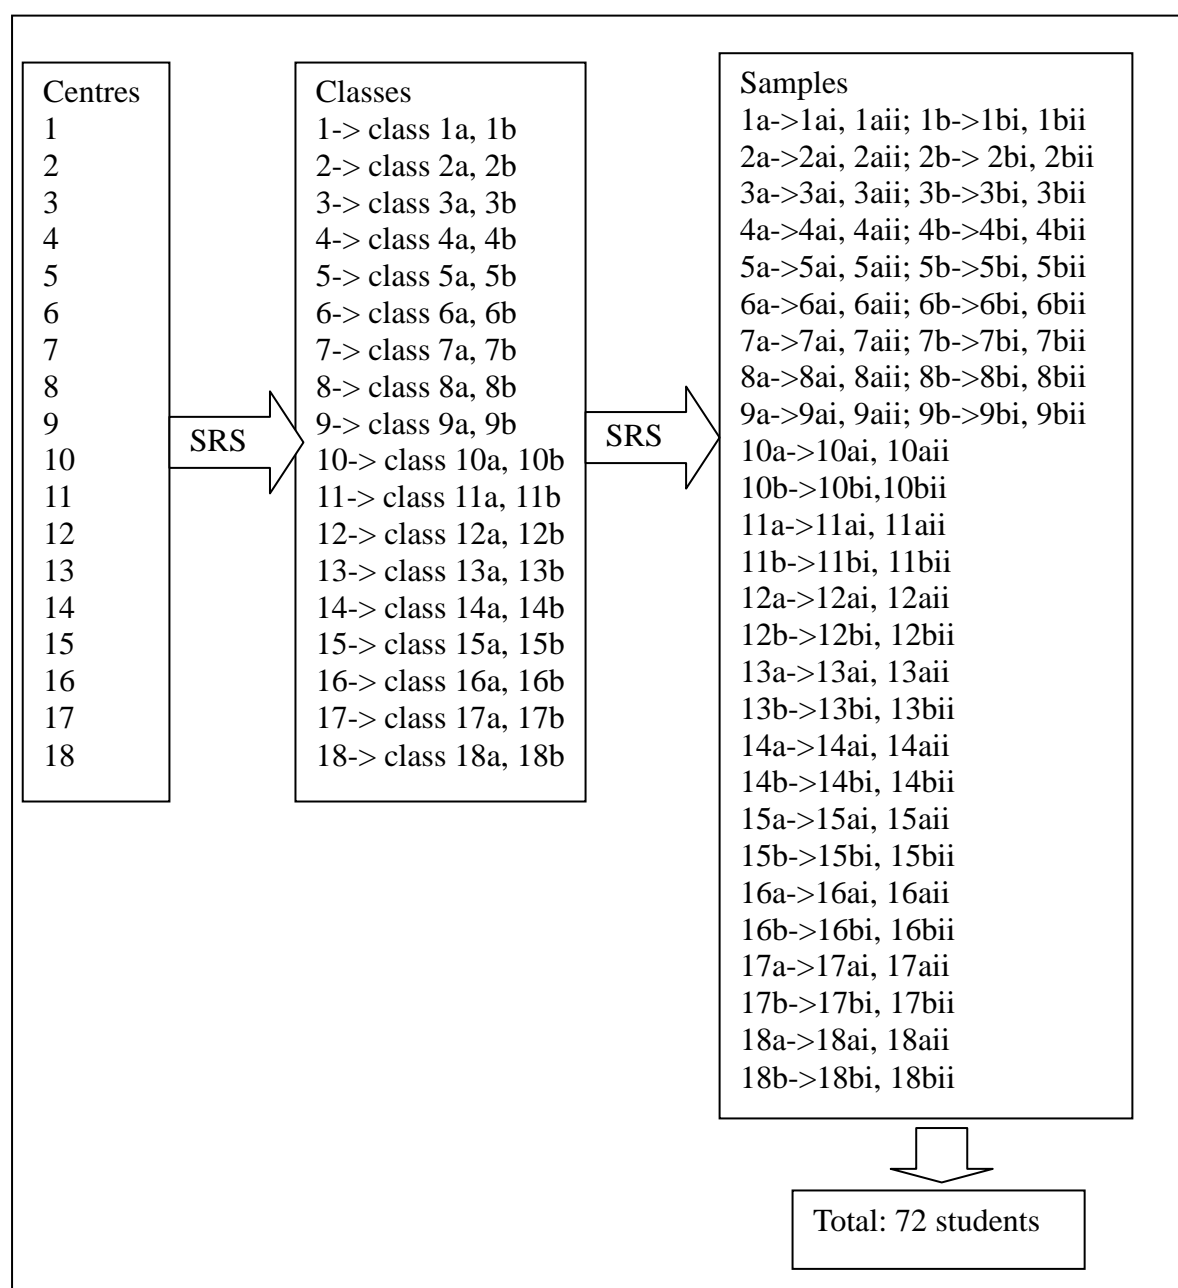 Centres
1
2
3
4
5
6
7
8
9
10
11
12
13
14
15
16
17
18
SRS
Classes
1-> class 1a, 1b
2-> class 2a, 2b
3-> class 3a, 3b
4-> class 4a, 4b
5-> class 5a, 5b
6-> class 6a, 6b
7-> class 7a, 7b
8-> class 8a, 8b
9-> class 9a, 9b
10-> class 10a, 10b
11-> class 11a, 11b
12-> class 12a, 12b
13-> class 13a, 13b
14-> class 14a, 14b
15-> class 15a, 15b
16-> class 16a, 16b
17-> class 17a, 17b
18-> class 18a, 18b
SRS
Samples
1a->1ai, 1aii; 1b->1bi, 1bii
2a->2ai, 2aii; 2b-> 2bi, 2bii
3a->3ai, 3aii; 3b->3bi, 3bii
4a->4ai, 4aii; 4b->4bi, 4bii
5a->5ai, 5aii; 5b->5bi, 5bii
6a->6ai, 6aii; 6b->6bi, 6bii
7a->7ai, 7aii; 7b->7bi, 7bii
8a->8ai, 8aii; 8b->8bi, 8bii
9a->9ai, 9aii; 9b->9bi, 9bii
10a->10ai, 10aii
10b->10bi,10bii
11a->11ai, 11aii
11b->11bi, 11bii
12a->12ai, 12aii
12b->12bi, 12bii
13a->13ai, 13aii
13b->13bi, 13bii
14a->14ai, 14aii
14b->14bi, 14bii
15a->15ai, 15aii
15b->15bi, 15bii
16a->16ai, 16aii
16b->16bi, 16bii
17a->17ai, 17aii
17b->17bi, 17bii
18a->18ai, 18aii
18b->18bi, 18bii
Total: 72 students